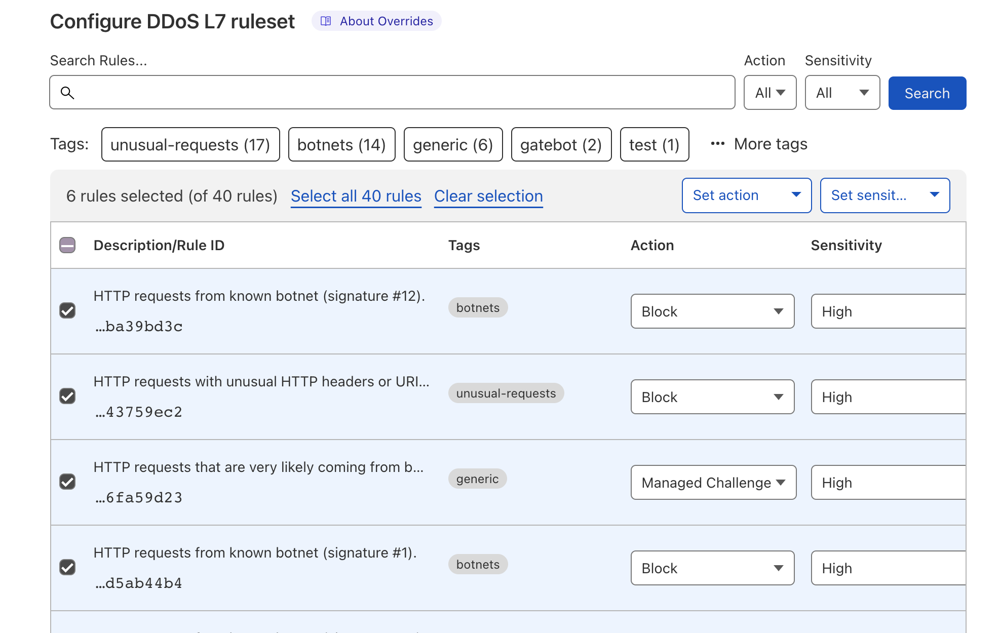 Configure DDoS L7 ruleset About Overrides
Search Rules... Action Sensitivity
All All Search
Tags: unusual-requests (17) botnets (14) generic (6) gatebot (2) test (1) ··· More tags
6 rules selected (of 40 rules) Select all 40 rules Clear selection Set action Set sensit...
Description/Rule ID Tags Action Sensitivity
HTTP requests from known botnet (signature #12).
...ba39bd3c
botnets Block High
HTTP requests with unusual HTTP headers or URI...
...43759ec2
unusual-requests Block High
HTTP requests that are very likely coming from b...
...6fa59d23
generic Managed Challenge High
HTTP requests from known botnet (signature #1).
...d5ab44b4
botnets Block High